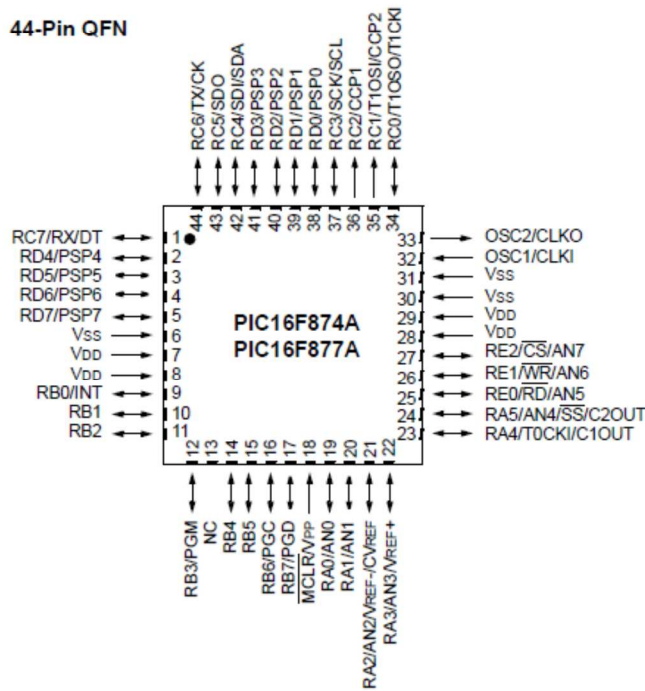 44-Pin QFN
RC6/TX/CK
RC5/SDO
RC4/SDI/SDA
RD3/PSP3
RD2/PSP2
RD1/PSP1
RD0/PSP0
RC3/SCK/SCL
RC2/CCP1
RC1/T1OSI/CCP2
RC0/T1OSO/T1CKI
44
43
42
41
40
39
38
37
36
35
34
RC7/RX/DT 1
RD4/PSP4 2
RD5/PSP5 3
RD6/PSP6 4
RD7/PSP7 5
VSS 6
VDD 7
VDD 8
RB0/INT 9
RB1 10
RB2 11
PIC16F874A
PIC16F877A
33 OSC2/CLKO
32 OSC1/CLKI
31 VSS
30 VSS
29 VDD
28 VDD
27 RE2/CS/AN7
26 RE1/WR/AN6
25 RE0/RD/AN5
24 RA5/AN4/SS/C2OUT
23 RA4/T0CKI/C1OUT
12
13
14
15
16
17
18
19
20
21
22
RB3/PGM
NC
RB4
RB5
RB6/PGC
RB7/PGD
MCLR/VPP
RA0/AN0
RA1/AN1
RA2/AN2/VREF-/CVREF
RA3/AN3/VREF+